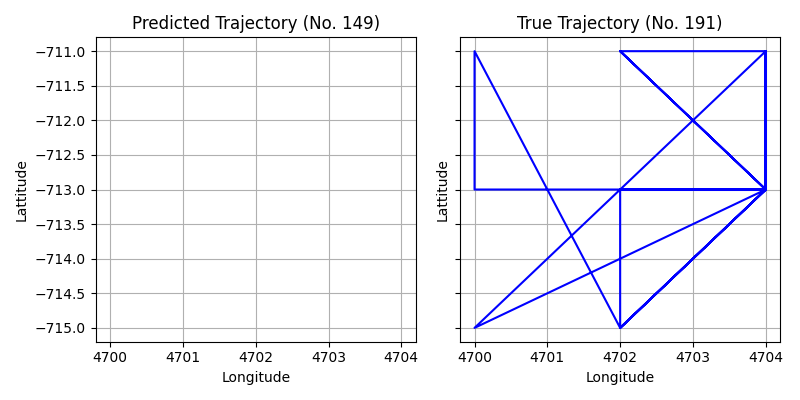 Predicted Trajectory (No. 149)
True Trajectory (No. 191)
−711.0
−711.5
−712.0
−712.5
−713.0
−713.5
−714.0
−714.5
−715.0
Lattitude
Lattitude
4700 4701 4702 4703 4704
4700 4701 4702 4703 4704
Longitude
Longitude